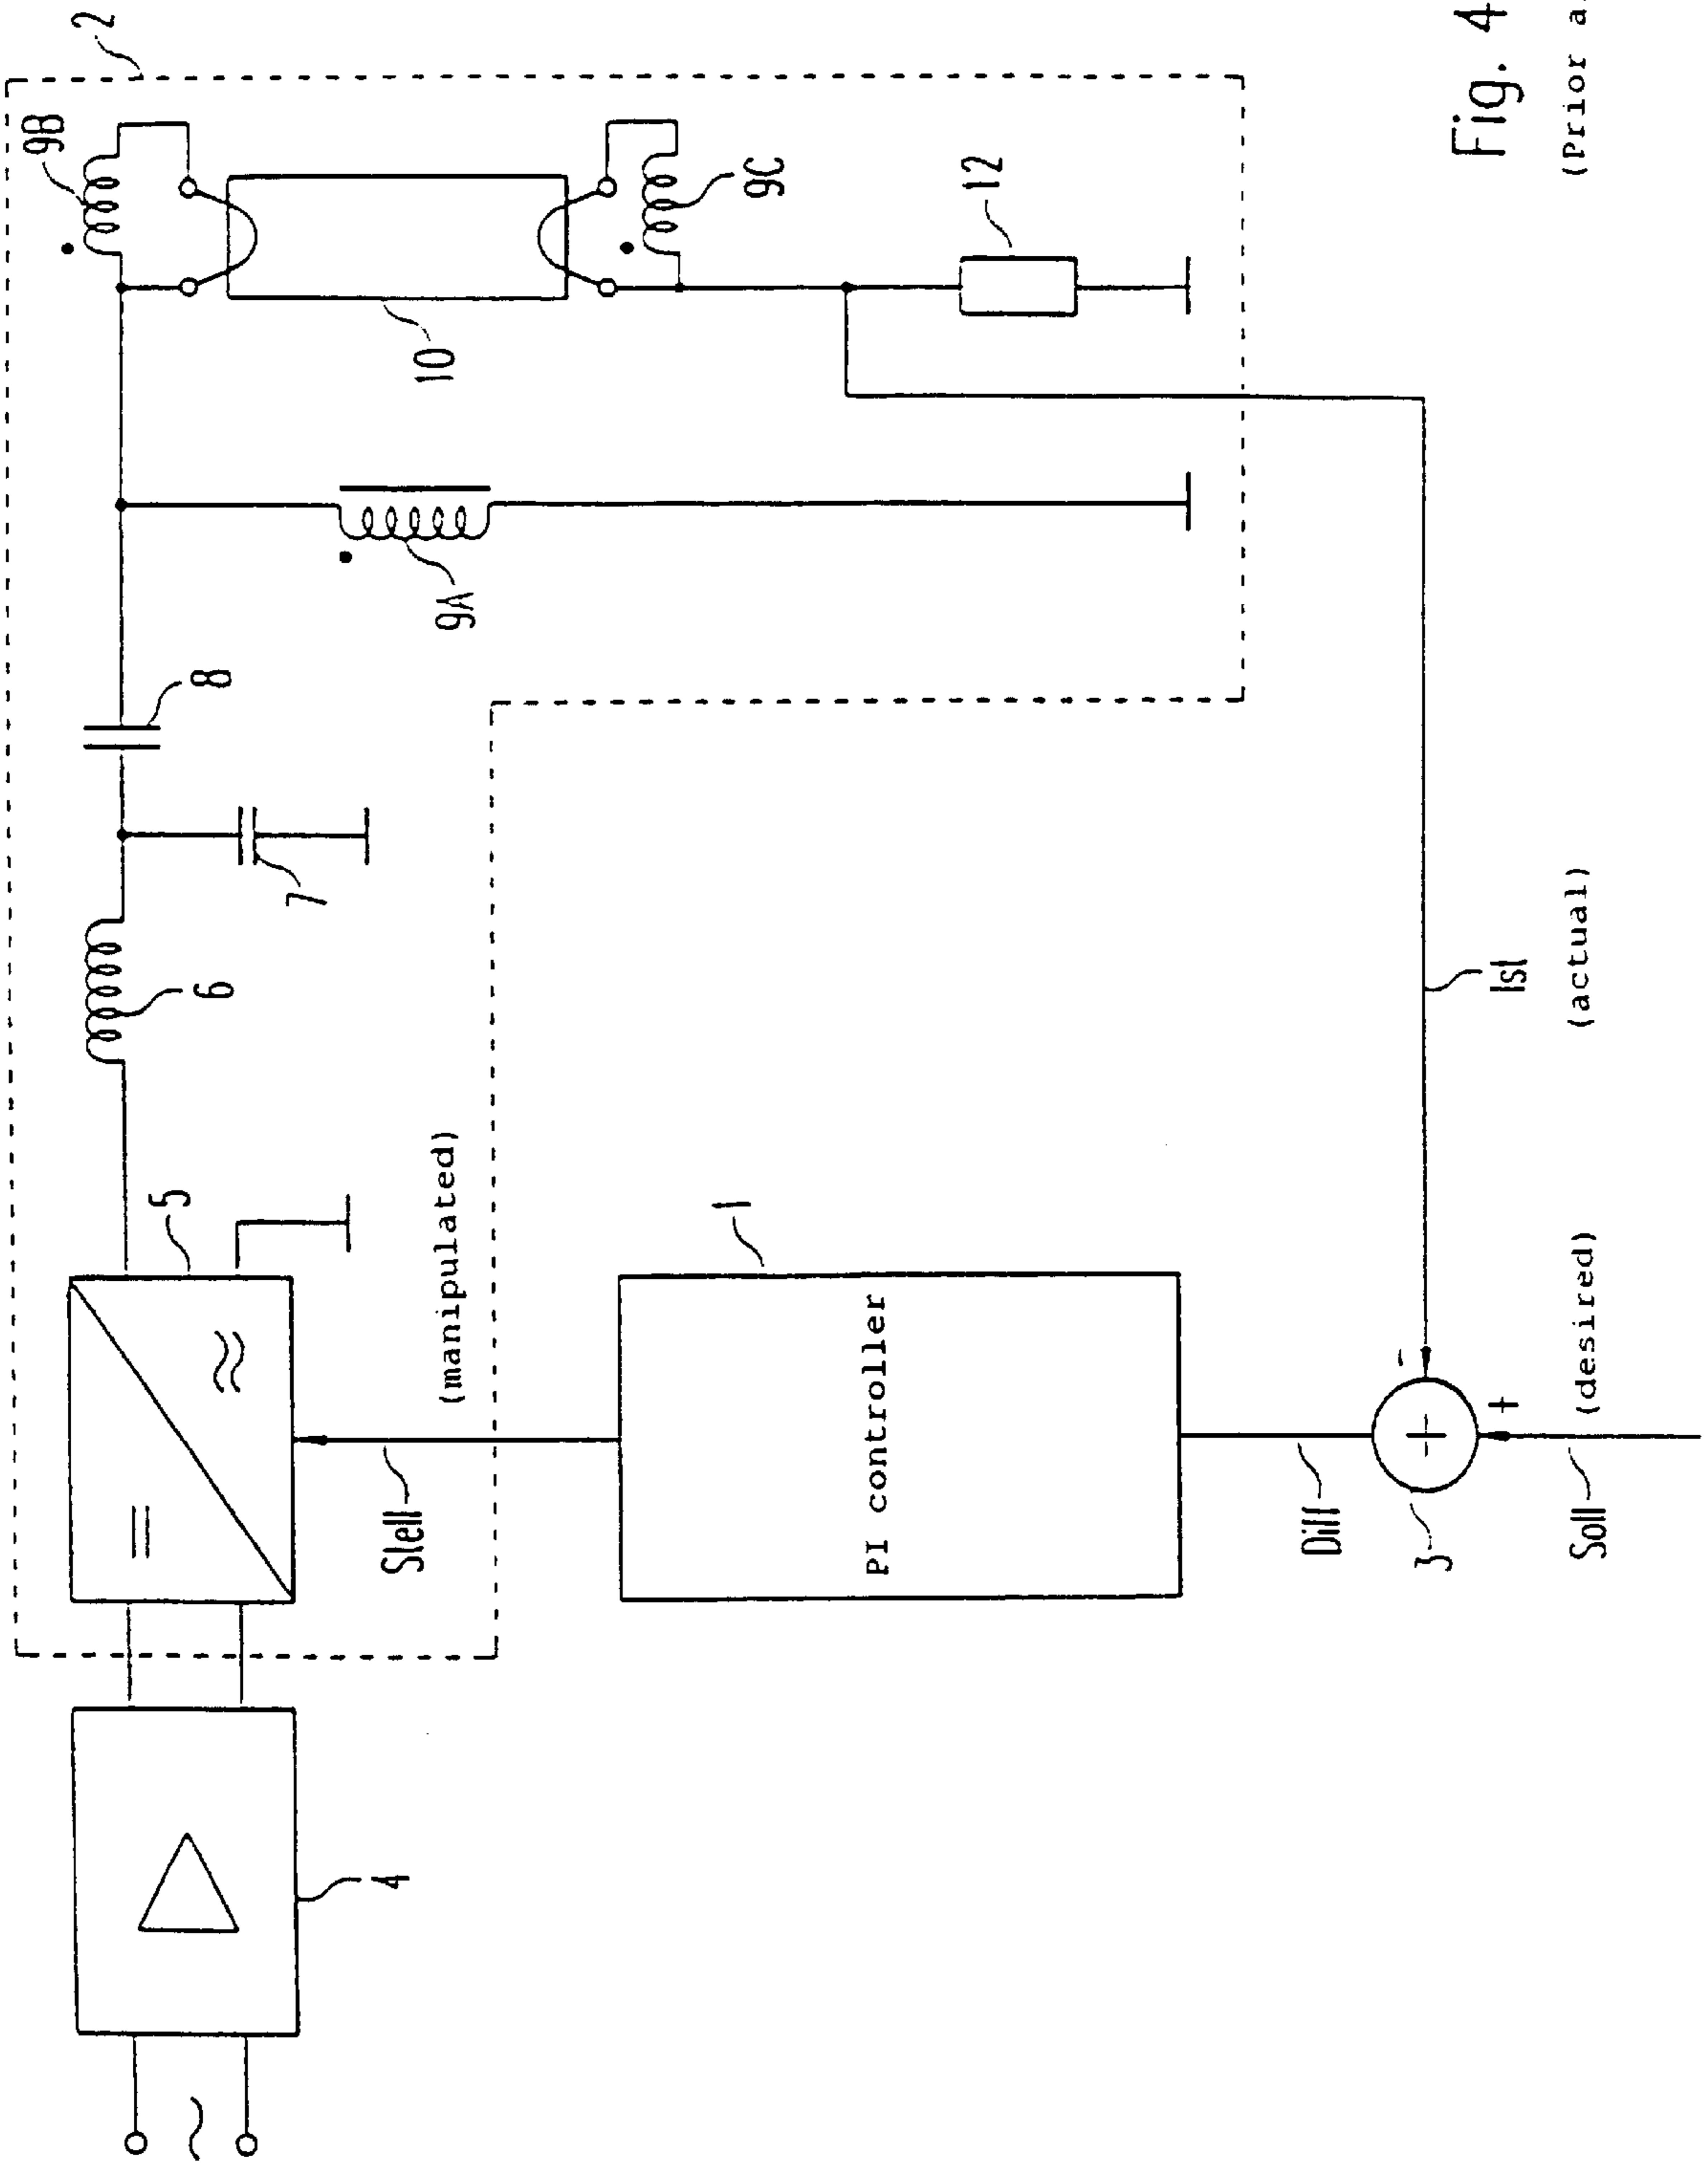 2
9B
9C
12
10
9A
8
7
6
5
(manipulated)
Stell
1
PI controller
4
Diff
3
+
-
Soll
(desired)
Ist
(actual)
Fig. 4
(Prior a